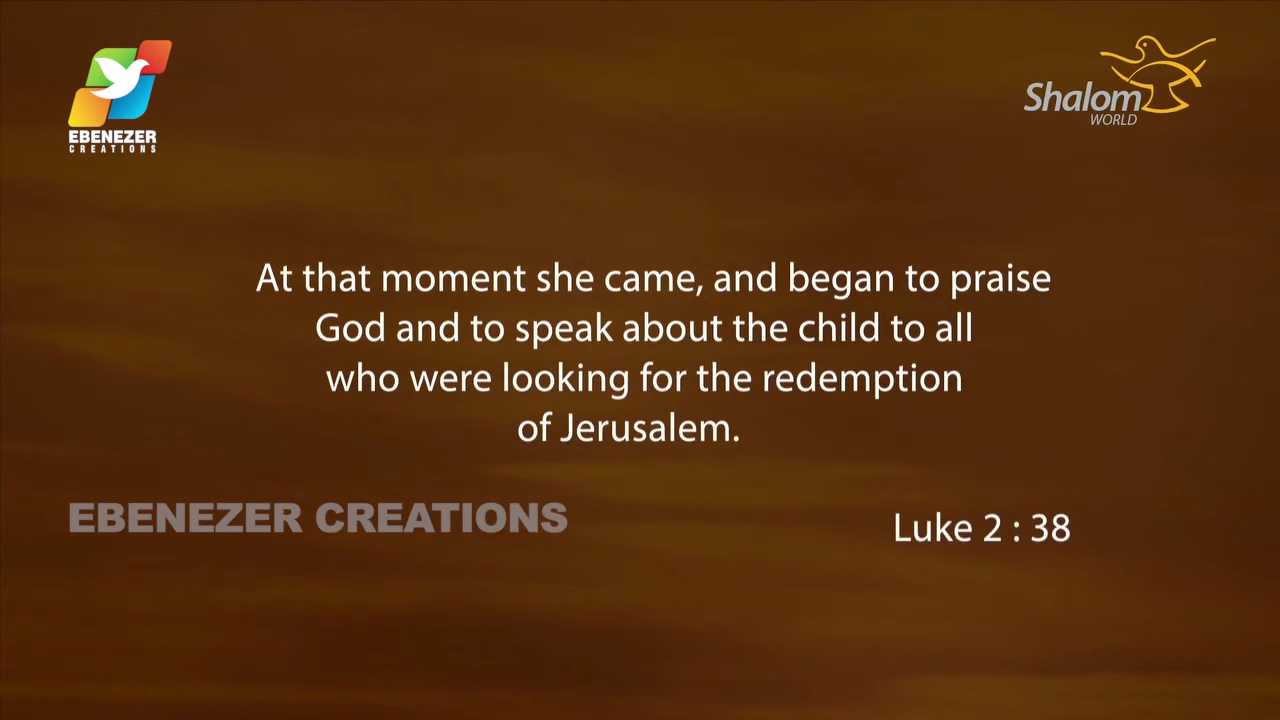 EBENEZER
CREATIONS
Shalom
WORLD
At that moment she came, and began to praise
God and to speak about the child to all
who were looking for the redemption
of Jerusalem.
EBENEZER CREATIONS
Luke 2 : 38